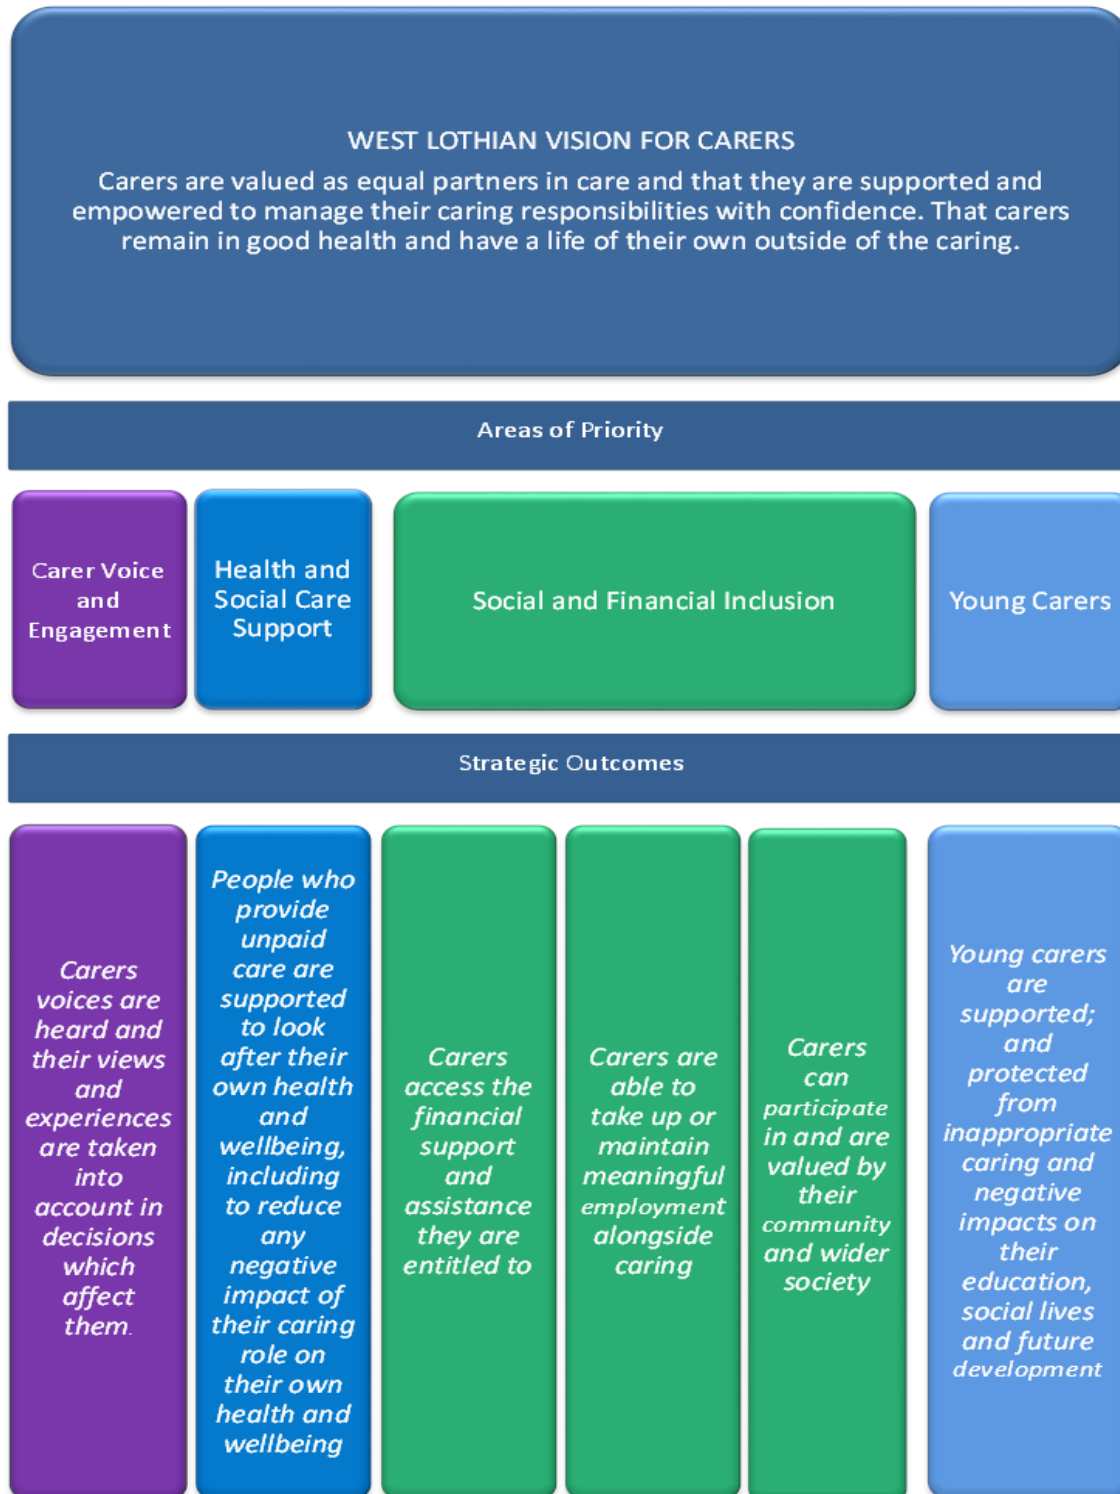 WEST LOTHIAN VISION FOR CARERS
Carers are valued as equal partners in care and that they are supported and
empowered to manage their caring responsibilities with confidence. That carers
remain in good health and have a life of their own outside of the caring.
Areas of Priority
Carer Voice
and
Engagement
Health and
Social Care
Support
Social and Financial Inclusion
Young Carers
Strategic Outcomes
Carers
voices are
heard and
their views
and
experiences
are taken
into
account in
decisions
which
affect
them.
People who
provide
unpaid
care are
supported
to look
after their
own health
and
wellbeing,
including
to reduce
any
negative
impact of
their caring
role on
their own
health and
wellbeing
Carers
access the
financial
support
and
assistance
they are
entitled to
Carers are
able to
take up or
maintain
meaningful
employment
alongside
caring
Carers
can
participate
in and are
valued by
their
community
and wider
society
Young carers
are
supported;
and
protected
from
inappropriate
caring and
negative
impacts on
their
education,
social lives
and future
development